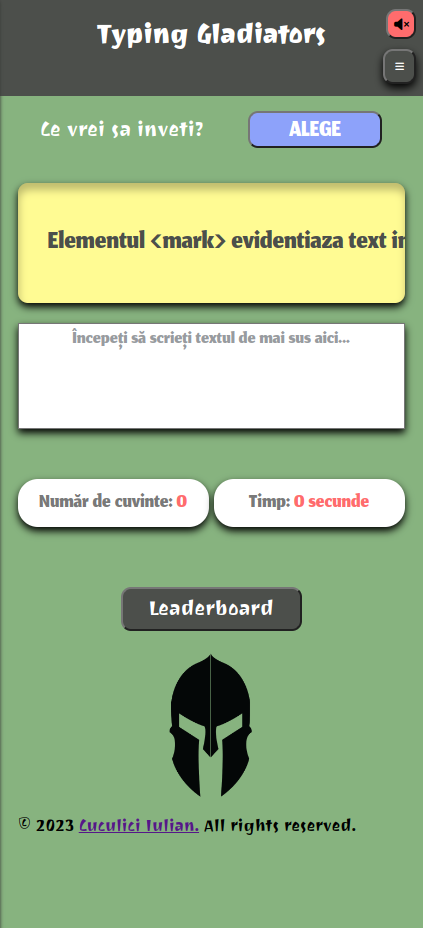 Typing Gladiators
≡
Ce vrei sa inveti?
ALEGE
Elementul <mark> evidentiaza text in
Începeți să scrieți textul de mai sus aici...
Număr de cuvinte: 0
Timp: 0 secunde
Leaderboard
© 2023 Cuculici Iulian. All rights reserved.